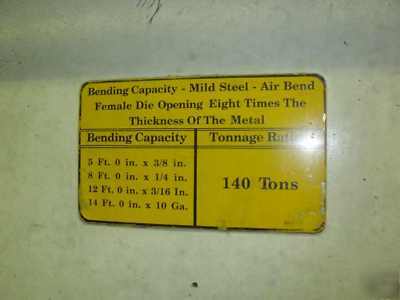 Bending Capacity - Mild Steel - Air Bend
Female Die Opening Eight Times The
Thickness Of The Metal
Bending Capacity
Tonnage
5 Ft. 0 in. x 3/8 in.
8 Ft. 0 in. x 1/4 in.
12 Ft. 0 in. x 3/16 In.
14 Ft. 0 in. x 10 Ga.
140 Tons